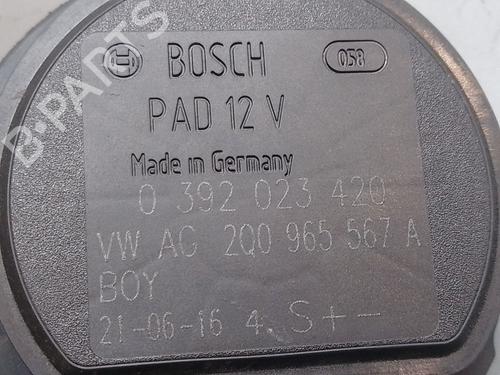 B-PARTS
BOSCH 058
PAD 12 V
Made in Germany
0 392 023 420
VW AG 2Q0 965 567 A
BOY
21-06-16 4 S + -